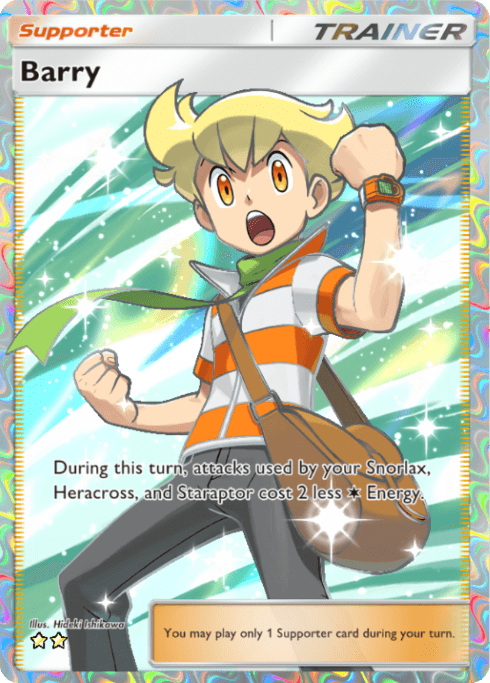 Supporter
TRAINER
Barry
During this turn, attacks used by your Snorlax,
Heracross, and Staraptor cost 2 less Energy.
Illus. Hideki Ishikawa
You may play only 1 Supporter card during your turn.